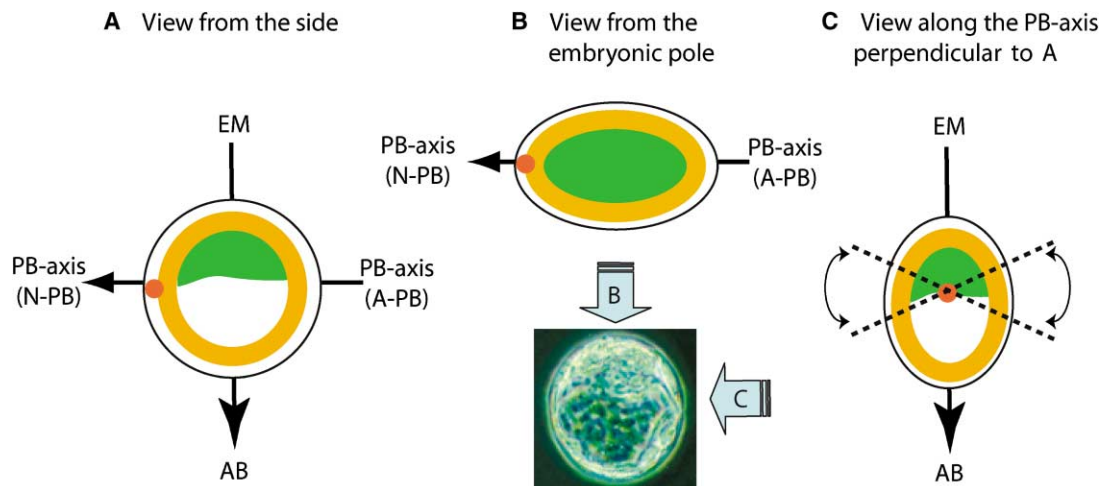 A View from the side
EM
PB-axis
(N-PB)
PB-axis
(A-PB)
AB
B View from the
embryonic pole
PB-axis
(N-PB)
PB-axis
(A-PB)
B
C
C View along the PB-axis
perpendicular to A
EM
AB